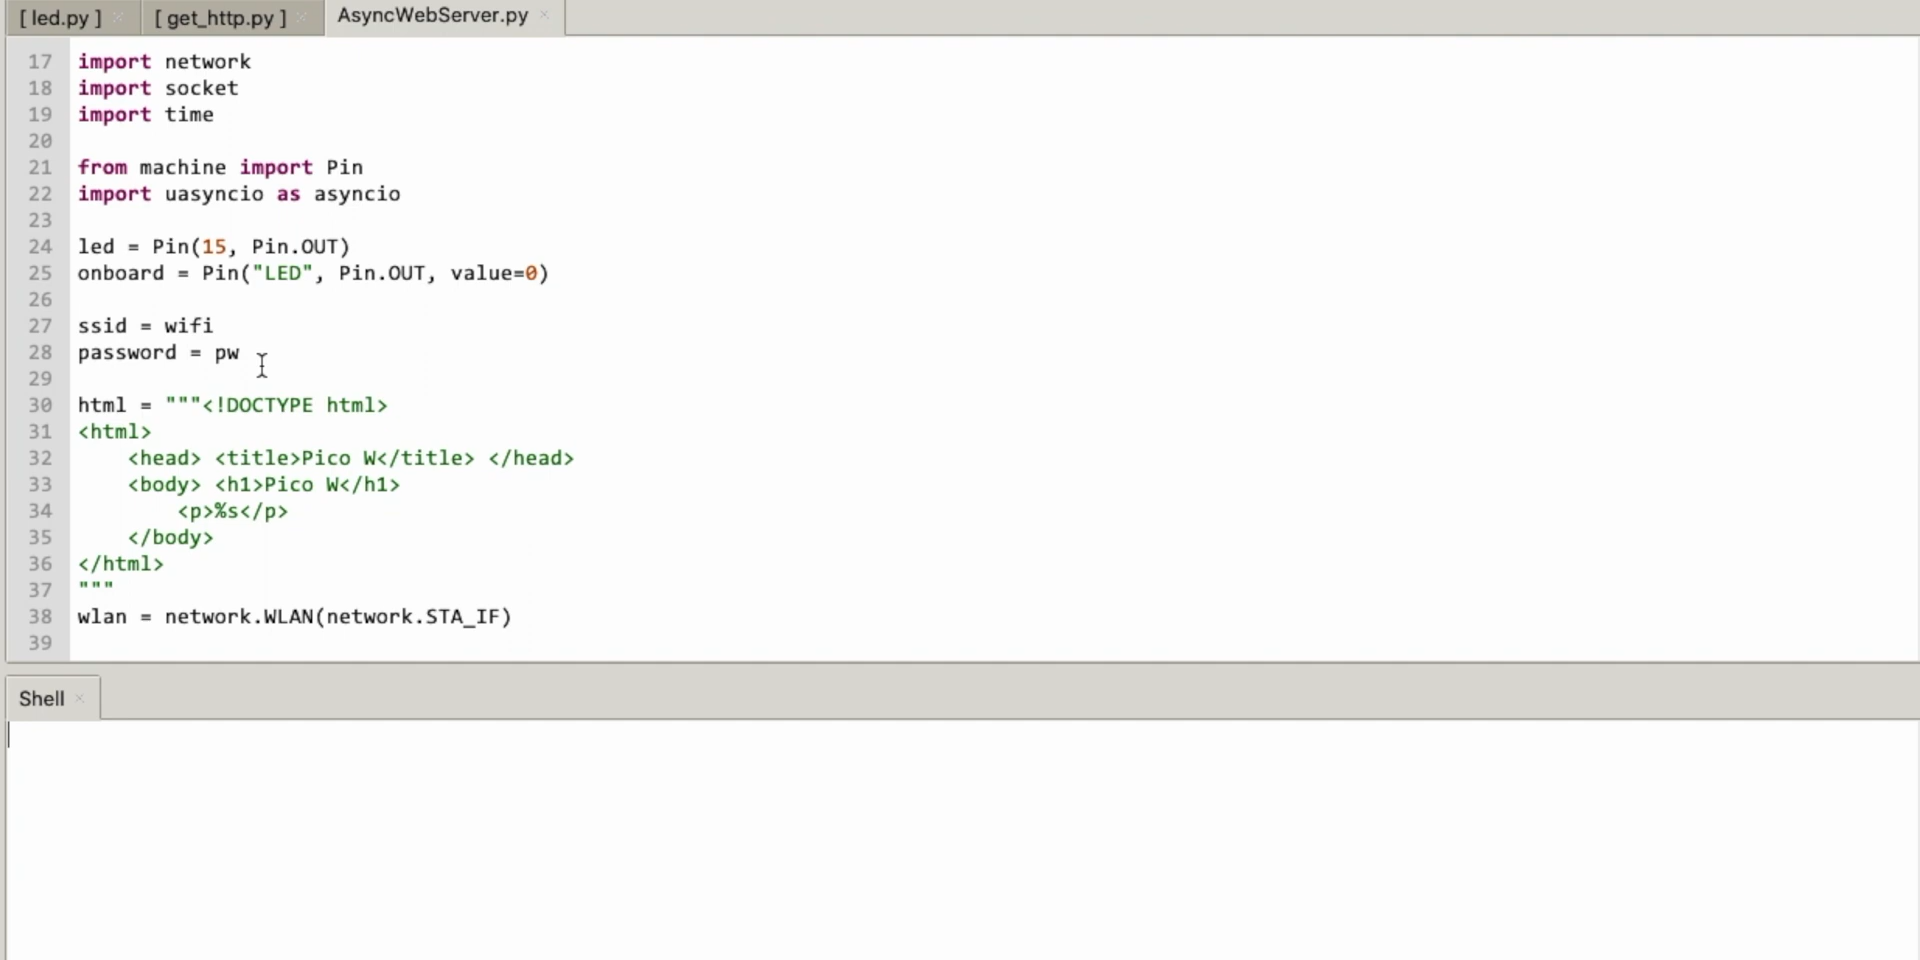 [ led.py ] [ get_http.py ] AsyncWebServer.py
17 import network
18 import socket
19 import time
20
21 from machine import Pin
22 import uasyncio as asyncio
23
24 led = Pin(15, Pin.OUT)
25 onboard = Pin("LED", Pin.OUT, value=0)
26
27 ssid = wifi
28 password = pw
29
30 html = """<!DOCTYPE html>
31 <html>
32     <head> <title>Pico W</title> </head>
33     <body> <h1>Pico W</h1>
34         <p>%s</p>
35     </body>
36 </html>
37 """
38 wlan = network.WLAN(network.STA_IF)
39
Shell